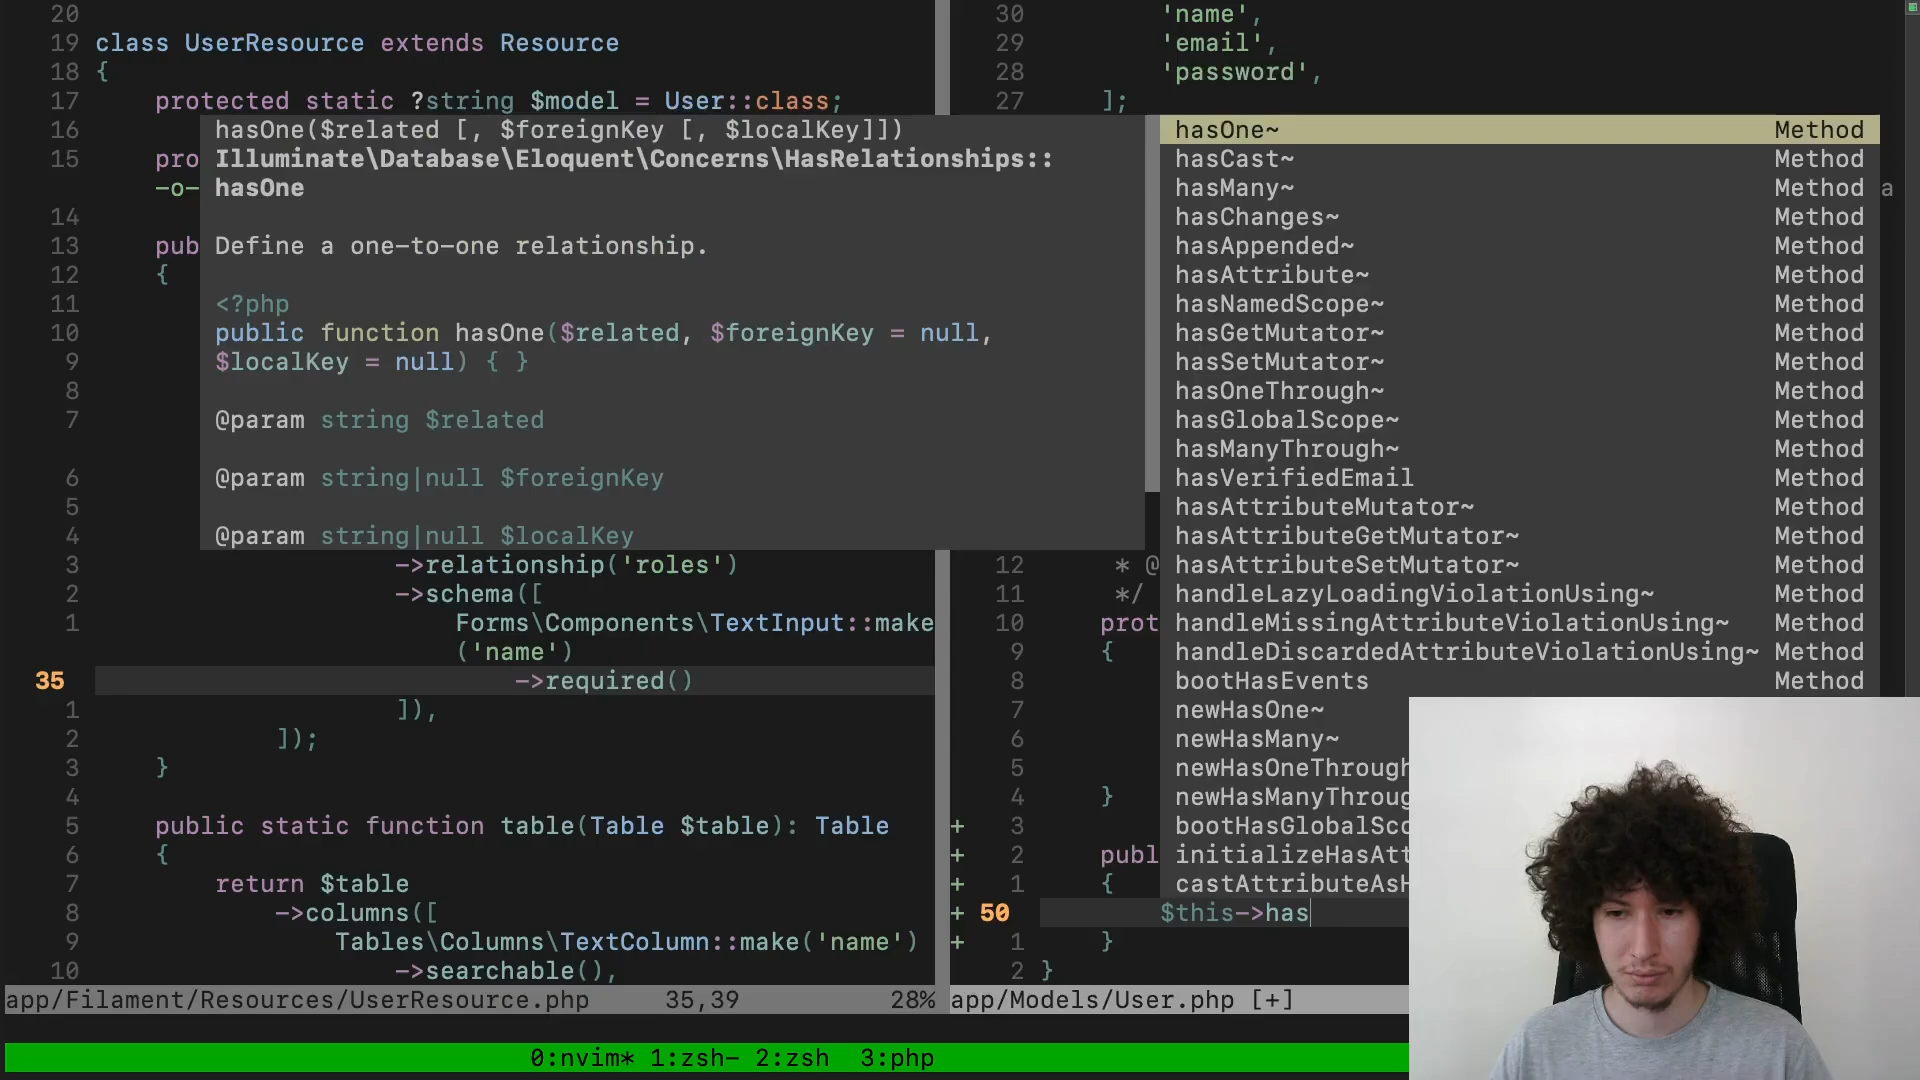 20
19 class UserResource extends Resource
18 {
17 protected static ?string $model = User::class;
16
15 pro
-o-
14
13 pub
12 {
11
10
9
8
7
6
5
4
3 ->relationship('roles')
2 ->schema([
1 Forms\Components\TextInput::make
('name')
35 ->required()
1 ]),
2 ]);
3 }
4
5 public static function table(Table $table): Table
6 {
7 return $table
8 ->columns([
9 Tables\Columns\TextColumn::make('name')
10 ->searchable(),
app/Filament/Resources/UserResource.php 35,39 28%
hasOne($related [, $foreignKey [, $localKey]])
Illuminate\Database\Eloquent\Concerns\HasRelationships::
hasOne
Define a one-to-one relationship.
<?php
public function hasOne($related, $foreignKey = null,
$localKey = null) { }
@param string $related
@param string|null $foreignKey
@param string|null $localKey
30 'name',
29 'email',
28 'password',
27 ];
hasOne~ Method
hasCast~ Method
hasMany~ Method a
hasChanges~ Method
hasAppended~ Method
hasAttribute~ Method
hasNamedScope~ Method
hasGetMutator~ Method
hasSetMutator~ Method
hasOneThrough~ Method
hasGlobalScope~ Method
hasManyThrough~ Method
hasVerifiedEmail Method
hasAttributeMutator~ Method
hasAttributeGetMutator~ Method
hasAttributeSetMutator~ Method
handleLazyLoadingViolationUsing~ Method
handleMissingAttributeViolationUsing~ Method
handleDiscardedAttributeViolationUsing~ Method
bootHasEvents Method
newHasOne~
newHasMany~
newHasOneThrough
newHasManyThroug
bootHasGlobalSco
initializeHasAtt
castAttributeAsH
12 * @
11 */
10 prot
9 {
8
7
6
5
4 }
+ 3
+ 2 publ
+ 1 {
+ 50 $this->has
+ 1 }
2 }
app/Models/User.php [+]
0:nvim* 1:zsh- 2:zsh 3:php